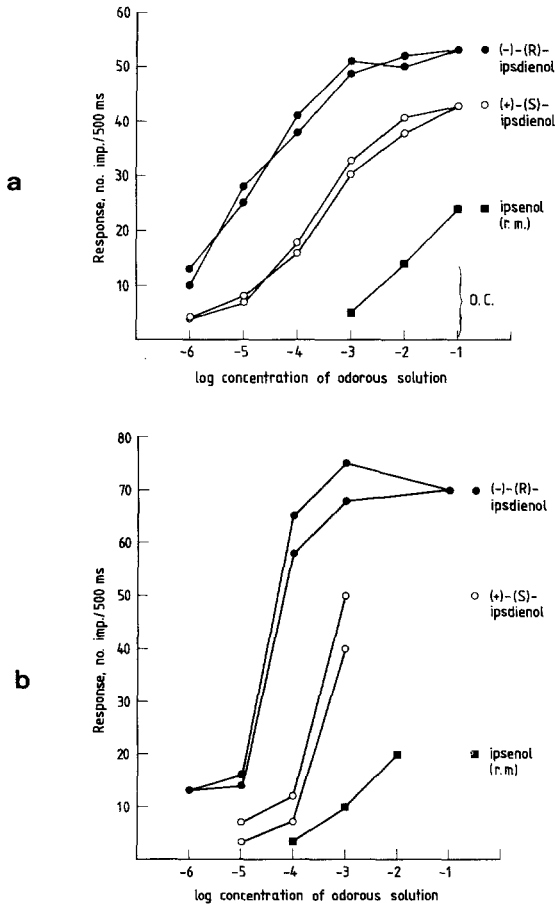 a
Response, no. imp./500 ms
60
50
40
30
20
10
-6 -5 -4 -3 -2 -1
log concentration of odorous solution
(-)-(R)-
ipsdienol
(+)-(S)-
ipsdienol
ipsenol
(r.m.)
O.C.
b
Response, no. imp./500 ms
80
70
60
50
40
30
20
10
-6 -5 -4 -3 -2 -1
log concentration of odorous solution
(-)-(R)-
ipsdienol
(+)-(S)-
ipsdienol
ipsenol
(r.m)